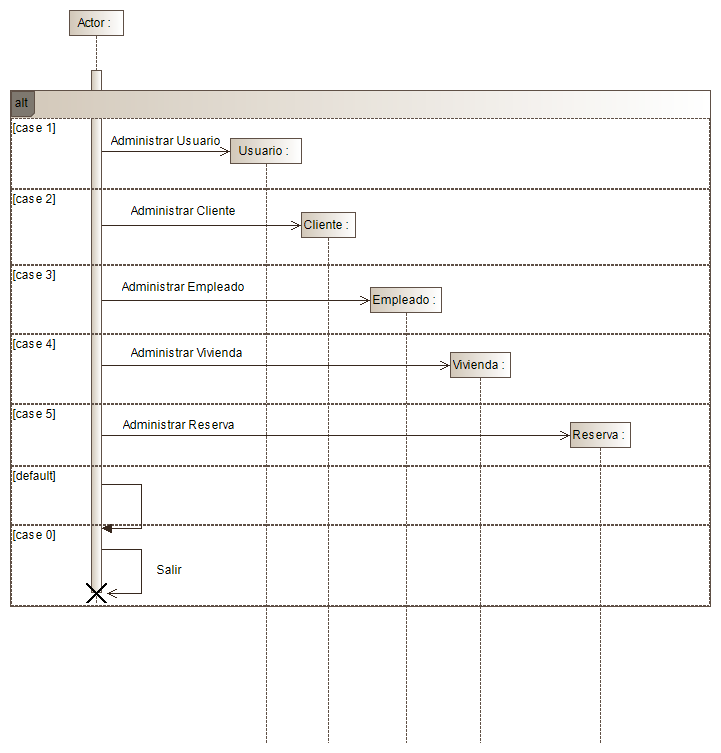 Actor :
alt
[case 1]
Administrar Usuario
Usuario :
[case 2]
Administrar Cliente
Cliente :
[case 3]
Administrar Empleado
Empleado :
[case 4]
Administrar Vivienda
Vivienda :
[case 5]
Administrar Reserva
Reserva :
[default]
[case 0]
Salir